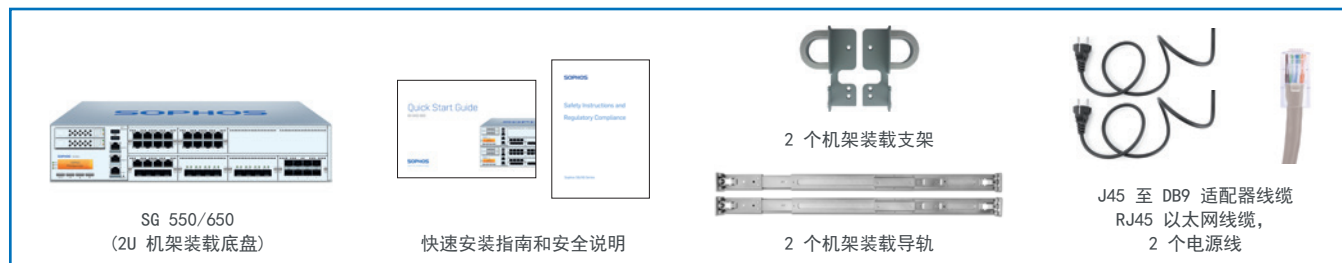 SOPHOS
SG 550/650
(2U 机架装载底盘)
Quick Start Guide
SOPHOS
SOPHOS
Safety Instructions and
Regulatory Compliance
快速安装指南和安全说明
2 个机架装载支架
2 个机架装载导轨
J45 至 DB9 适配器线缆
RJ45 以太网线缆,
2 个电源线